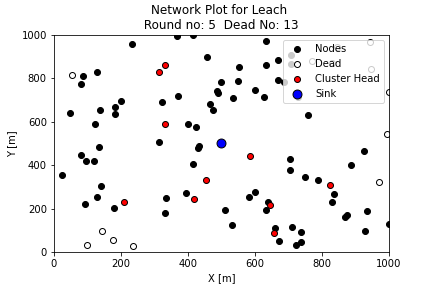 Network Plot for Leach
Round no: 5 Dead No: 13
Nodes
Dead
Cluster Head
Sink
Y [m]
1000
800
600
400
200
0
0 200 400 600 800 1000
X [m]